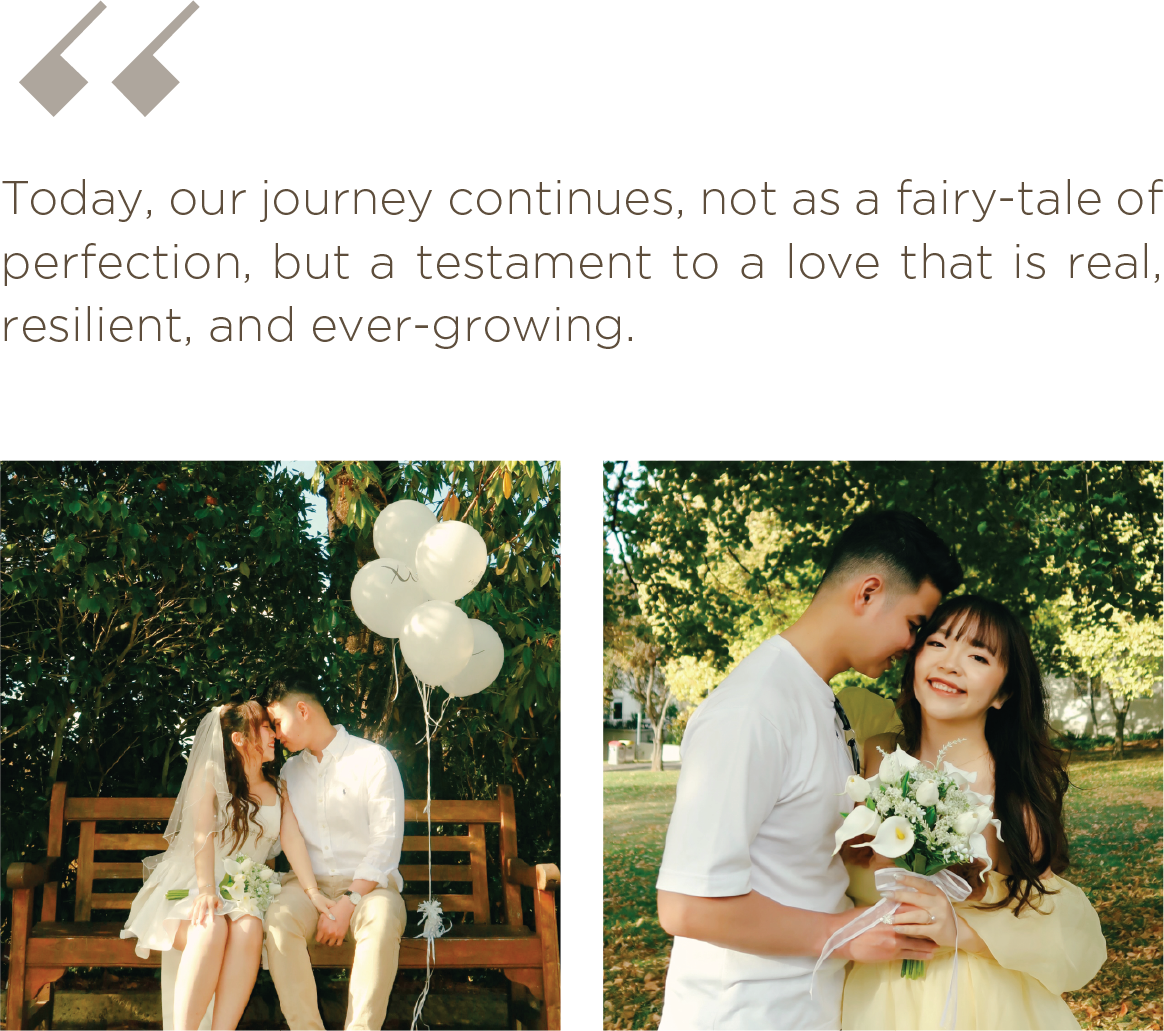 “
Today, our journey continues, not as a fairy-tale of
perfection, but a testament to a love that is real,
resilient, and ever-growing.